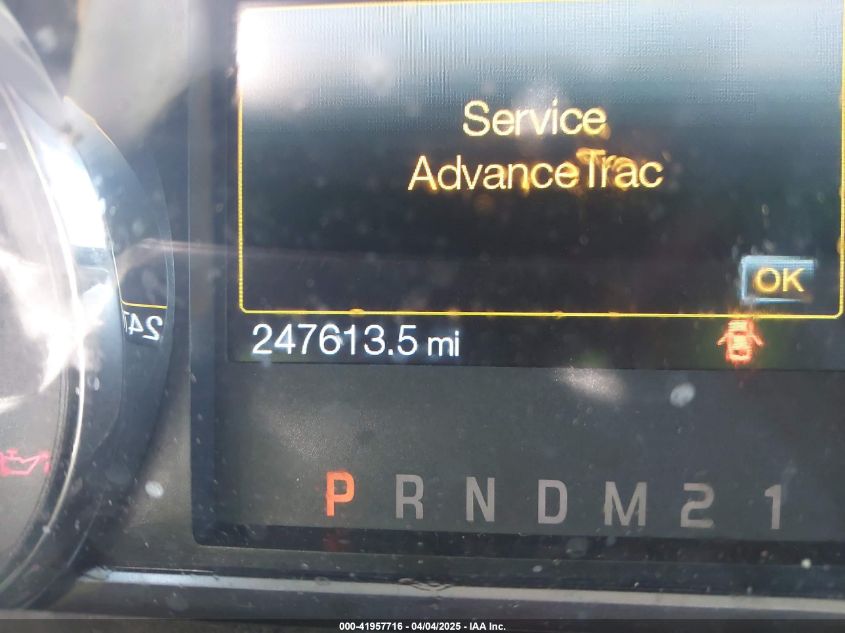 Service
AdvanceTrac
OK
247613.5 mi
P R N D M 2 1
000-41957716 - 04/04/2025 - IAA Inc.